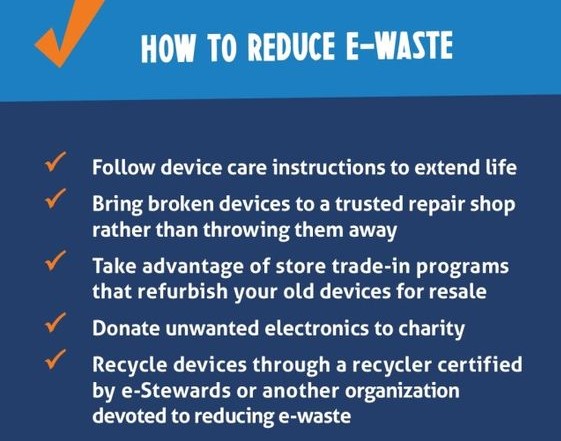 HOW TO REDUCE E-WASTE
Follow device care instructions to extend life
Bring broken devices to a trusted repair shop
rather than throwing them away
Take advantage of store trade-in programs
that refurbish your old devices for resale
Donate unwanted electronics to charity
Recycle devices through a recycler certified
by e-Stewards or another organization
devoted to reducing e-waste